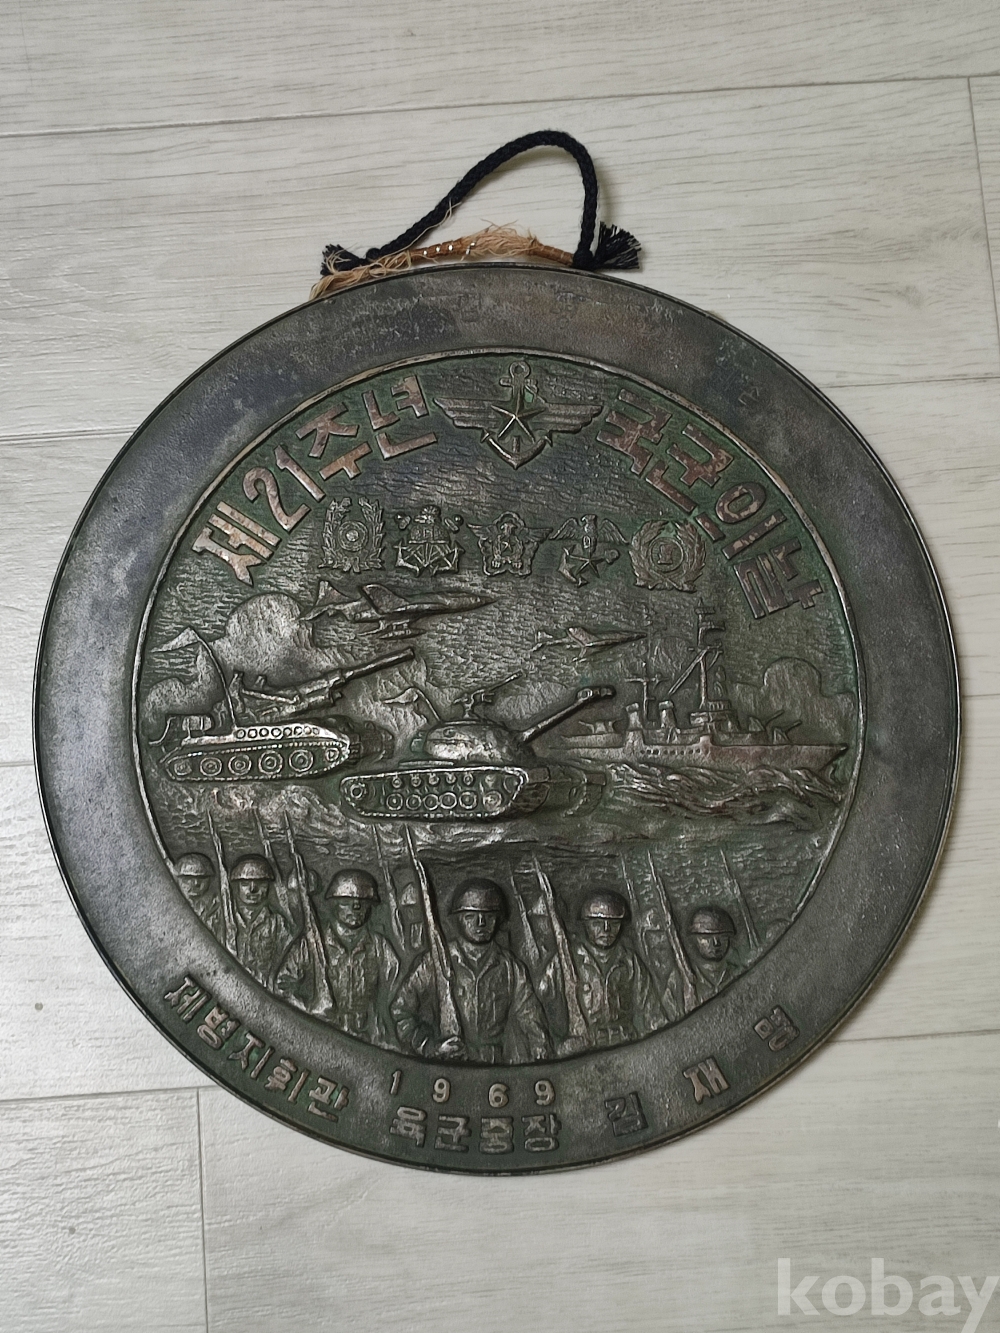 제21주년 국군의날
1969
제병지휘관 육군중장 김재명
kobay